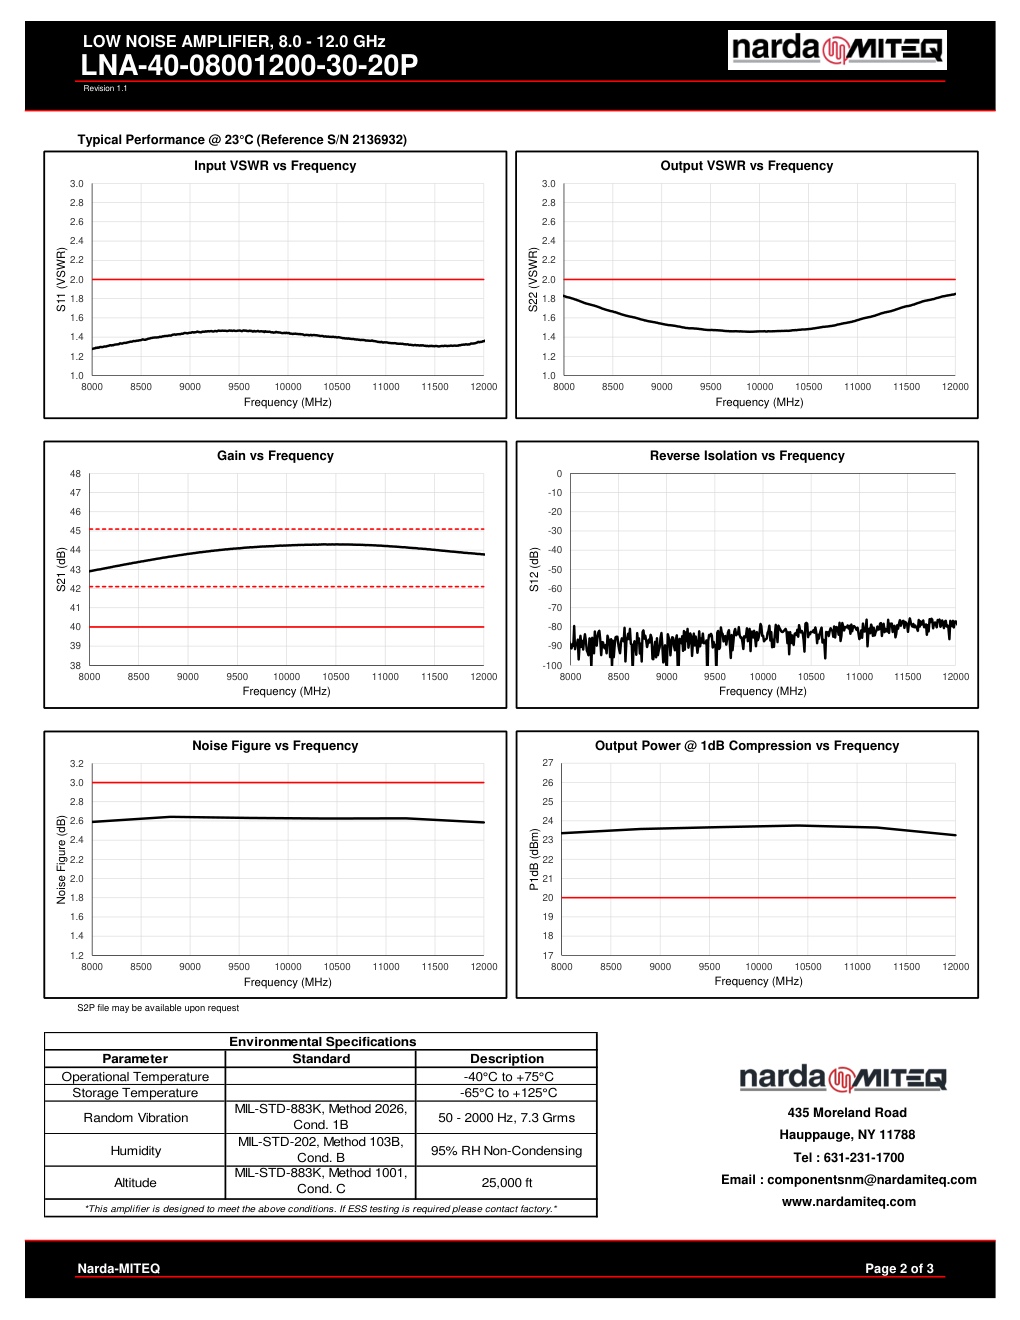 LOW NOISE AMPLIFIER, 8.0 - 12.0 GHz
LNA-40-08001200-30-20P
Revision 1.1
narda MITEQ
Typical Performance @ 23°C (Reference S/N 2136932)
Input VSWR vs Frequency
S11 (VSWR)
3.0
2.8
2.6
2.4
2.2
2.0
1.8
1.6
1.4
1.2
1.0
8000 8500 9000 9500 10000 10500 11000 11500 12000
Frequency (MHz)
Output VSWR vs Frequency
S22 (VSWR)
3.0
2.8
2.6
2.4
2.2
2.0
1.8
1.6
1.4
1.2
1.0
8000 8500 9000 9500 10000 10500 11000 11500 12000
Frequency (MHz)
Gain vs Frequency
S21 (dB)
48
47
46
45
44
43
42
41
40
39
38
8000 8500 9000 9500 10000 10500 11000 11500 12000
Frequency (MHz)
Reverse Isolation vs Frequency
S12 (dB)
0
-10
-20
-30
-40
-50
-60
-70
-80
-90
-100
8000 8500 9000 9500 10000 10500 11000 11500 12000
Frequency (MHz)
Noise Figure vs Frequency
Noise Figure (dB)
3.2
3.0
2.8
2.6
2.4
2.2
2.0
1.8
1.6
1.4
1.2
8000 8500 9000 9500 10000 10500 11000 11500 12000
Frequency (MHz)
Output Power @ 1dB Compression vs Frequency
P1dB (dBm)
27
26
25
24
23
22
21
20
19
18
17
8000 8500 9000 9500 10000 10500 11000 11500 12000
Frequency (MHz)
S2P file may be available upon request
Environmental Specifications
Parameter Standard Description
Operational Temperature -40°C to +75°C
Storage Temperature -65°C to +125°C
Random Vibration MIL-STD-883K, Method 2026, Cond. 1B 50 - 2000 Hz, 7.3 Grms
Humidity MIL-STD-202, Method 103B, Cond. B 95% RH Non-Condensing
Altitude MIL-STD-883K, Method 1001, Cond. C 25,000 ft
*This amplifier is designed to meet the above conditions. If ESS testing is required please contact factory.*
narda MITEQ
435 Moreland Road
Hauppauge, NY 11788
Tel : 631-231-1700
Email : componentsnm@nardamiteq.com
www.nardamiteq.com
Narda-MITEQ
Page 2 of 3